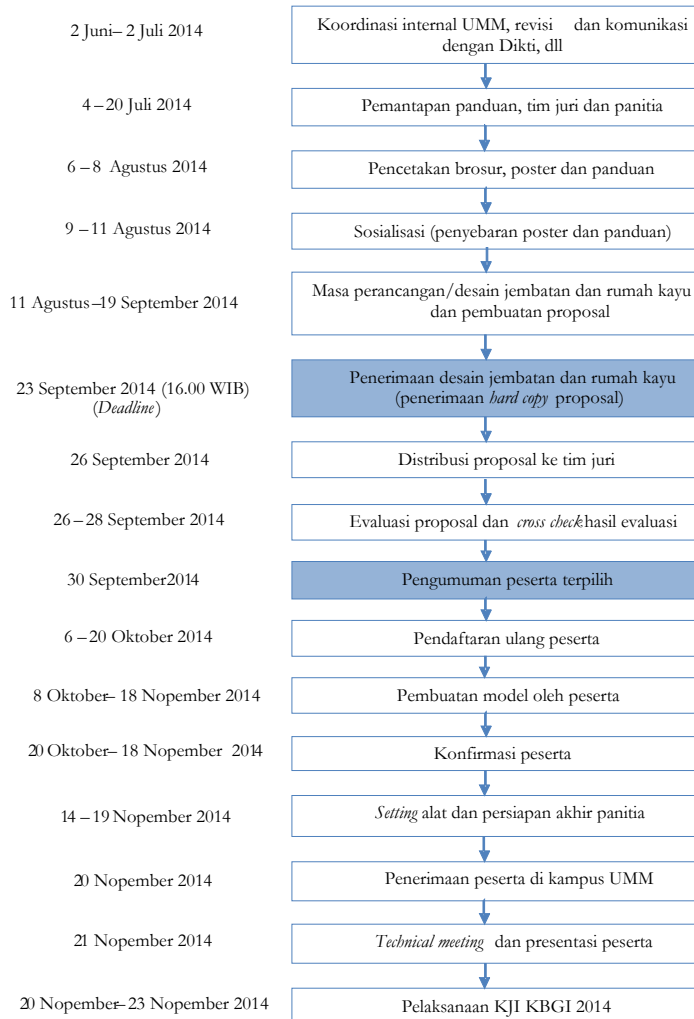 2 Juni– 2 Juli 2014
Koordinasi internal UMM, revisi dan komunikasi
dengan Dikti, dll
4 – 20 Juli 2014
Pemantapan panduan, tim juri dan panitia
6 – 8 Agustus 2014
Pencetakan brosur, poster dan panduan
9 – 11 Agustus 2014
Sosialisasi (penyebaran poster dan panduan)
11 Agustus –19 September 2014
Masa perancangan/desain jembatan dan rumah kayu
dan pembuatan proposal
23 September 2014 (16.00 WIB)
(Deadline)
Penerimaan desain jembatan dan rumah kayu
(penerimaan hard copy proposal)
26 September 2014
Distribusi proposal ke tim juri
26 – 28 September 2014
Evaluasi proposal dan cross check hasil evaluasi
30 September2014
Pengumuman peserta terpilih
6 – 20 Oktober 2014
Pendaftaran ulang peserta
8 Oktober– 18 Nopember 2014
Pembuatan model oleh peserta
20 Oktober– 18 Nopember 2014
Konfirmasi peserta
14 – 19 Nopember 2014
Setting alat dan persiapan akhir panitia
20 Nopember 2014
Penerimaan peserta di kampus UMM
21 Nopember 2014
Technical meeting dan presentasi peserta
20 Nopember– 23 Nopember 2014
Pelaksanaan KJI KBGI 2014